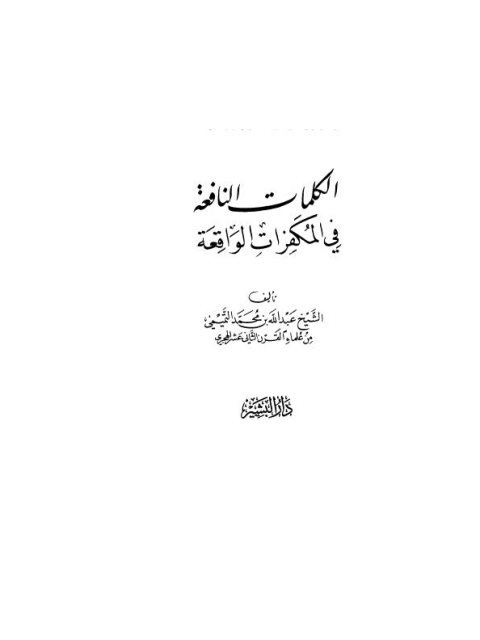 الكلمات النافعة
في المكفرات الواقعة
تأليف
الشيخ عبد الله بن محمد التميمي
من علماء القرن الثاني عشر الهجري
دار البشير